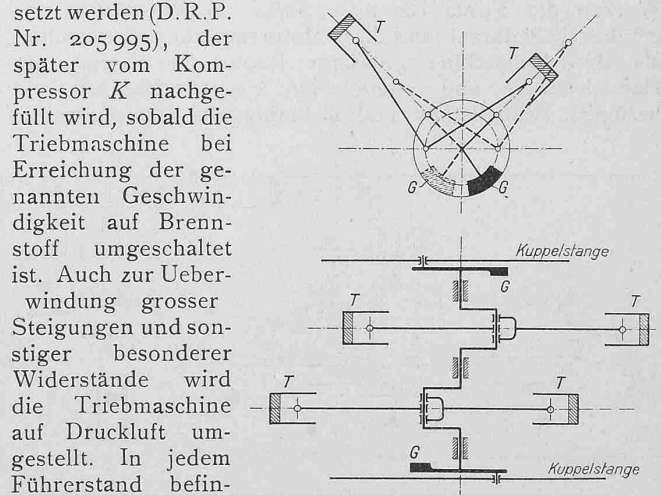 setzt werden (D. R. P.
Nr. 205 995), der
später vom Kom-
pressor K nachge-
füllt wird, sobald die
Triebmaschine bei
Erreichung der ge-
nannten Geschwin-
digkeit auf Brenn-
stoff umgeschaltet
ist. Auch zur Ueber-
windung grosser
Steigungen und son-
stiger besonderer
Widerstände wird
die Triebmaschine
auf Druckluft um-
gestellt. In jedem
Führerstand befin-
T
T
G
G
Kuppelstange
G
T
T
T
T
G
Kuppelstange